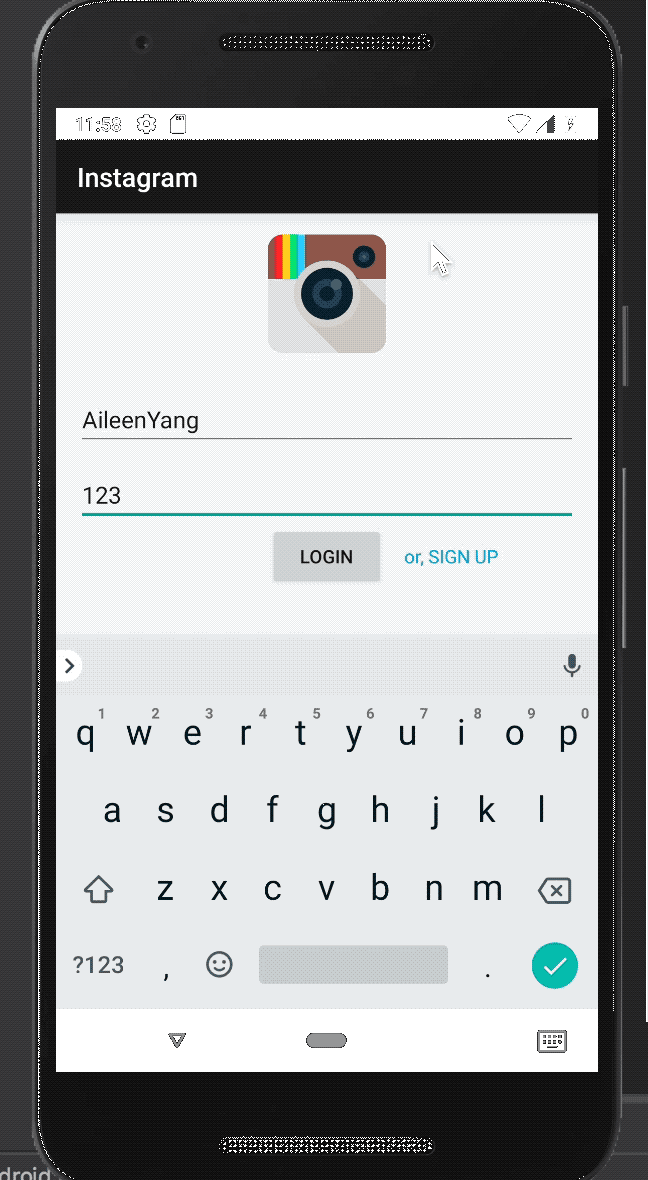 11:58
Instagram
AileenYang
123
LOGIN or, SIGN UP
1 2 3 4 5 6 7 8 9 0
q w e r t y u i o p
a s d f g h j k l
z x c v b n m
?123 , .
droid